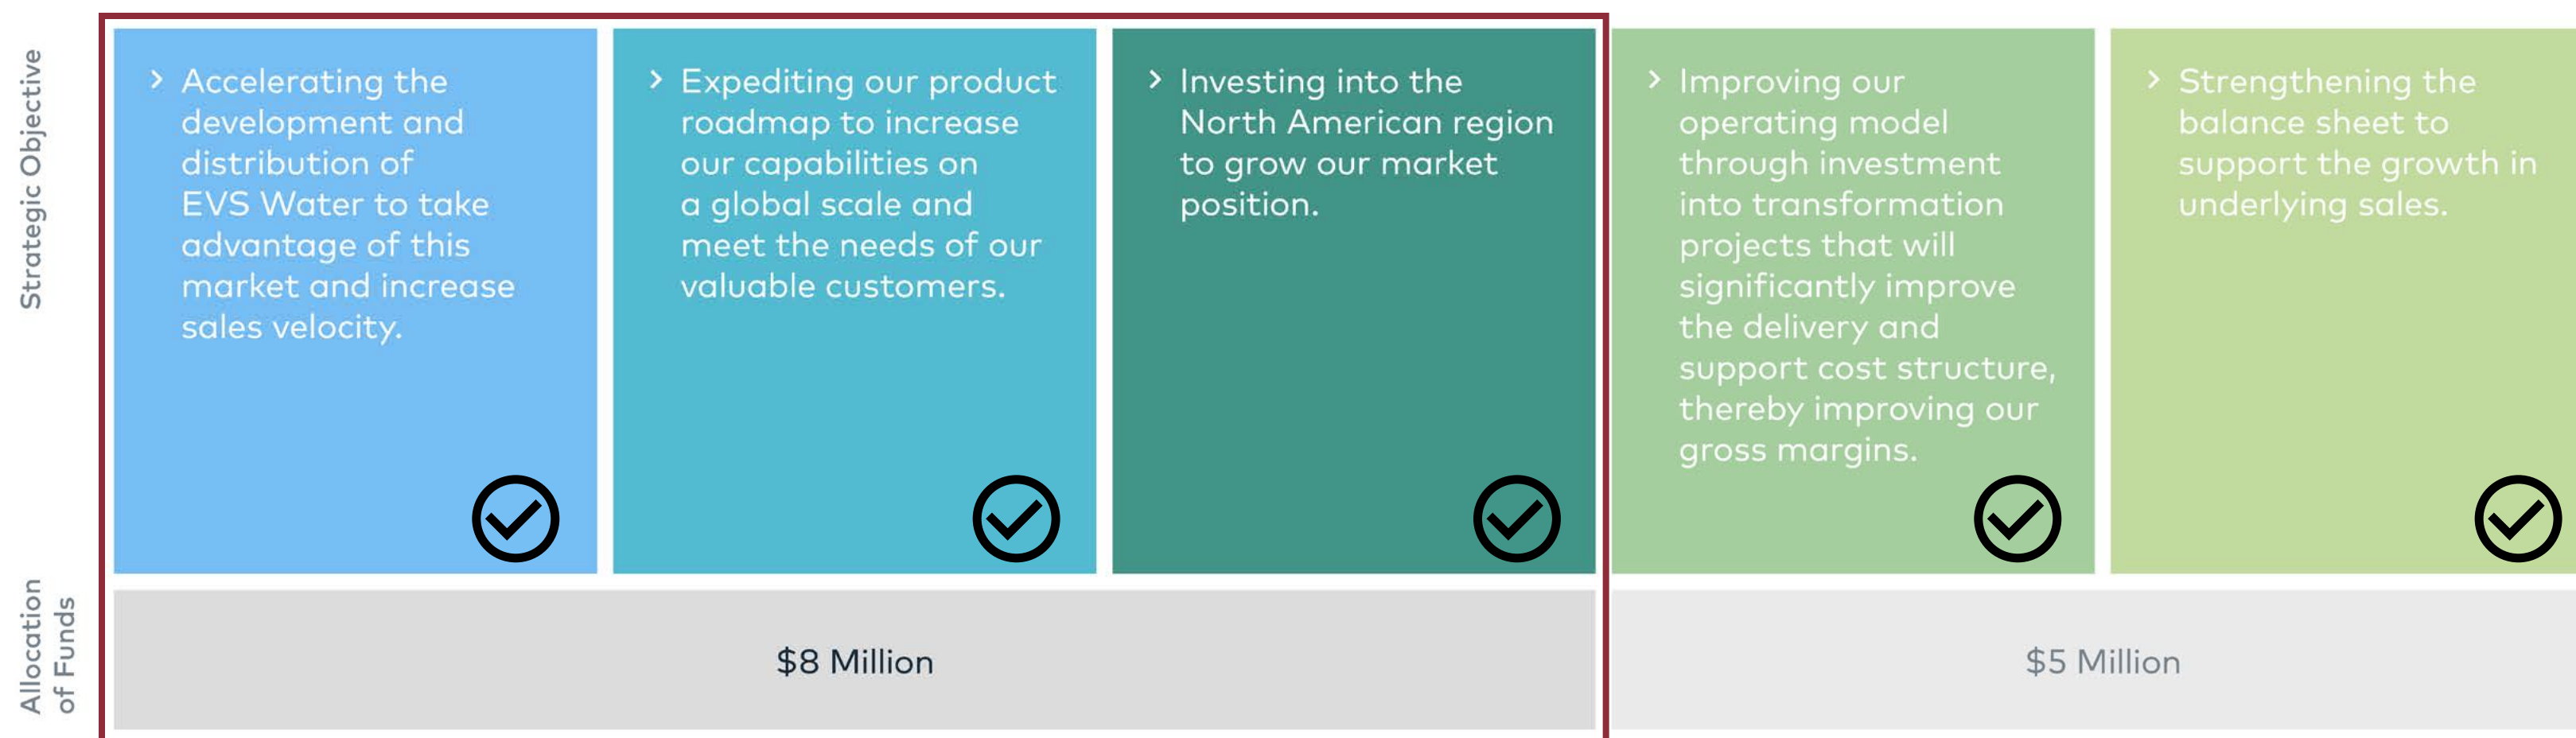 Strategic Objective
› Accelerating the
development and
distribution of
EVS Water to take
advantage of this
market and increase
sales velocity.
› Expediting our product
roadmap to increase
our capabilities on
a global scale and
meet the needs of our
valuable customers.
› Investing into the
North American region
to grow our market
position.
› Improving our
operating model
through investment
into transformation
projects that will
significantly improve
the delivery and
support cost structure,
thereby improving our
gross margins.
› Strengthening the
balance sheet to
support the growth in
underlying sales.
Allocation
of Funds
$8 Million
$5 Million